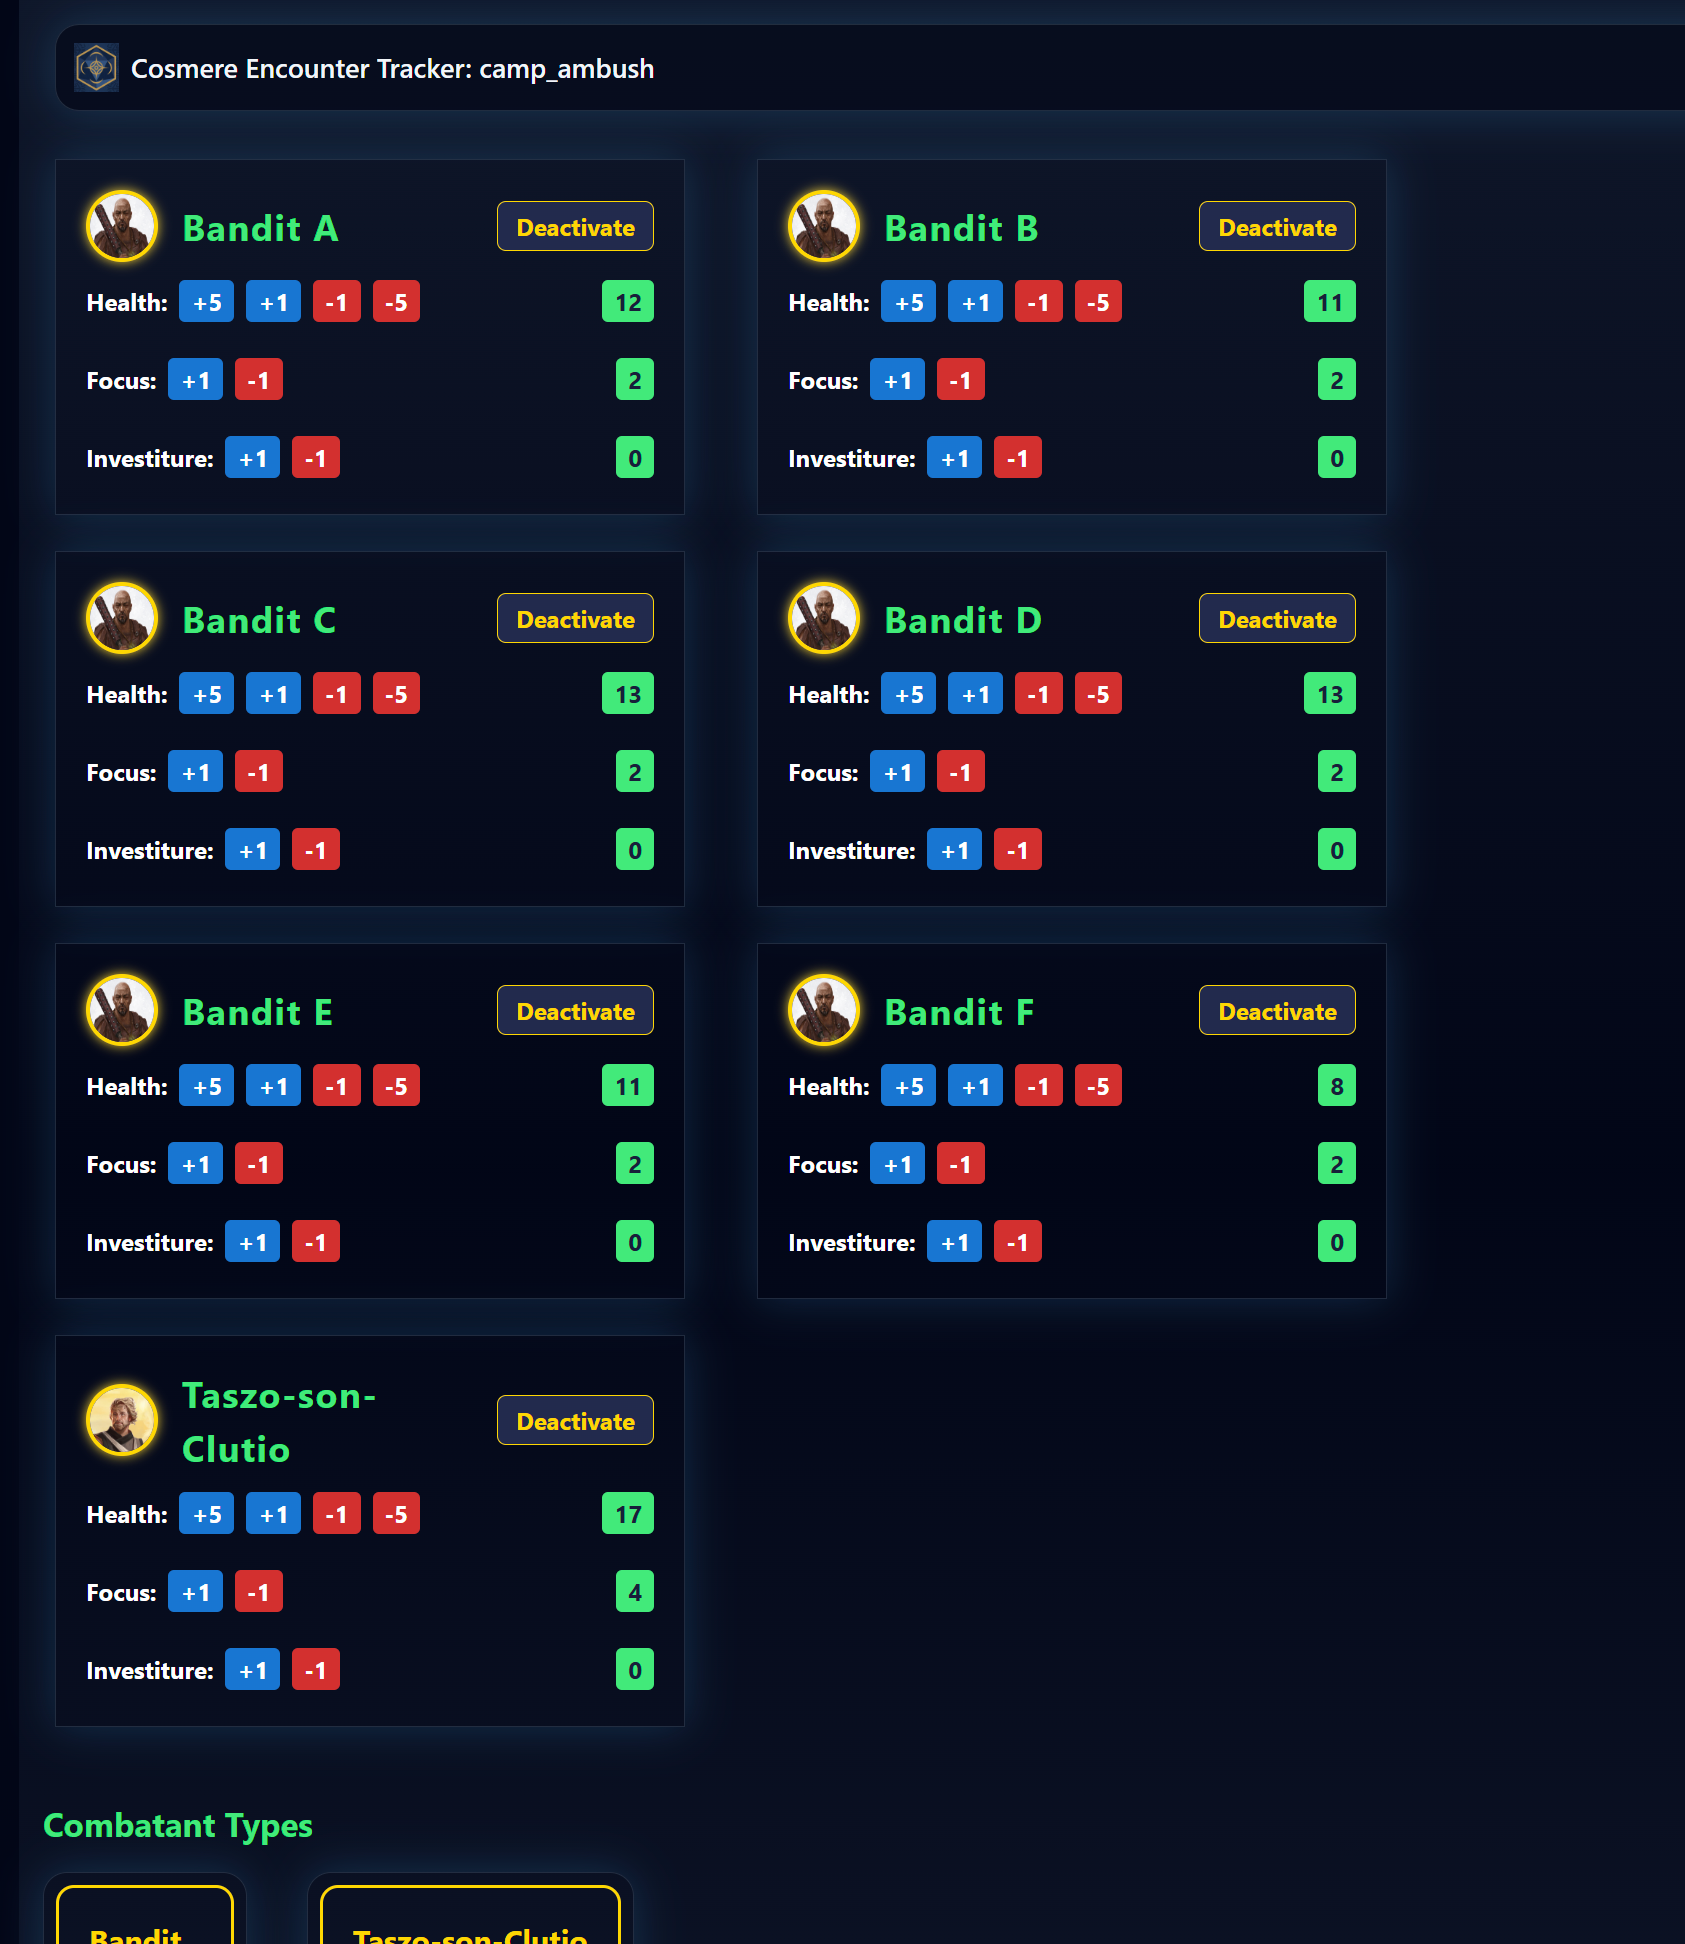 Cosmere Encounter Tracker: camp_ambush
Bandit A Deactivate
Health: +5 +1 -1 -5 12
Focus: +1 -1 2
Investiture: +1 -1 0
Bandit B Deactivate
Health: +5 +1 -1 -5 11
Focus: +1 -1 2
Investiture: +1 -1 0
Bandit C Deactivate
Health: +5 +1 -1 -5 13
Focus: +1 -1 2
Investiture: +1 -1 0
Bandit D Deactivate
Health: +5 +1 -1 -5 13
Focus: +1 -1 2
Investiture: +1 -1 0
Bandit E Deactivate
Health: +5 +1 -1 -5 11
Focus: +1 -1 2
Investiture: +1 -1 0
Bandit F Deactivate
Health: +5 +1 -1 -5 8
Focus: +1 -1 2
Investiture: +1 -1 0
Taszo-son-
Clutio
Deactivate
Health: +5 +1 -1 -5 17
Focus: +1 -1 4
Investiture: +1 -1 0
Combatant Types
Bandit
Taszo-son-Clutio